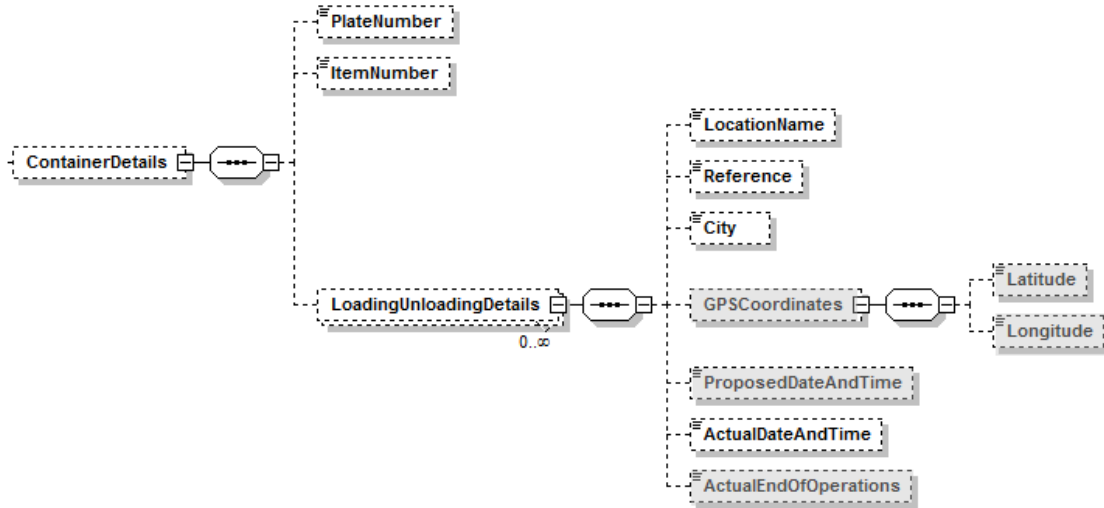 PlateNumber
ItemNumber
ContainerDetails
LoadingUnloadingDetails
0..∞
LocationName
Reference
City
GPSCoordinates
Latitude
Longitude
ProposedDateAndTime
ActualDateAndTime
ActualEndOfOperations